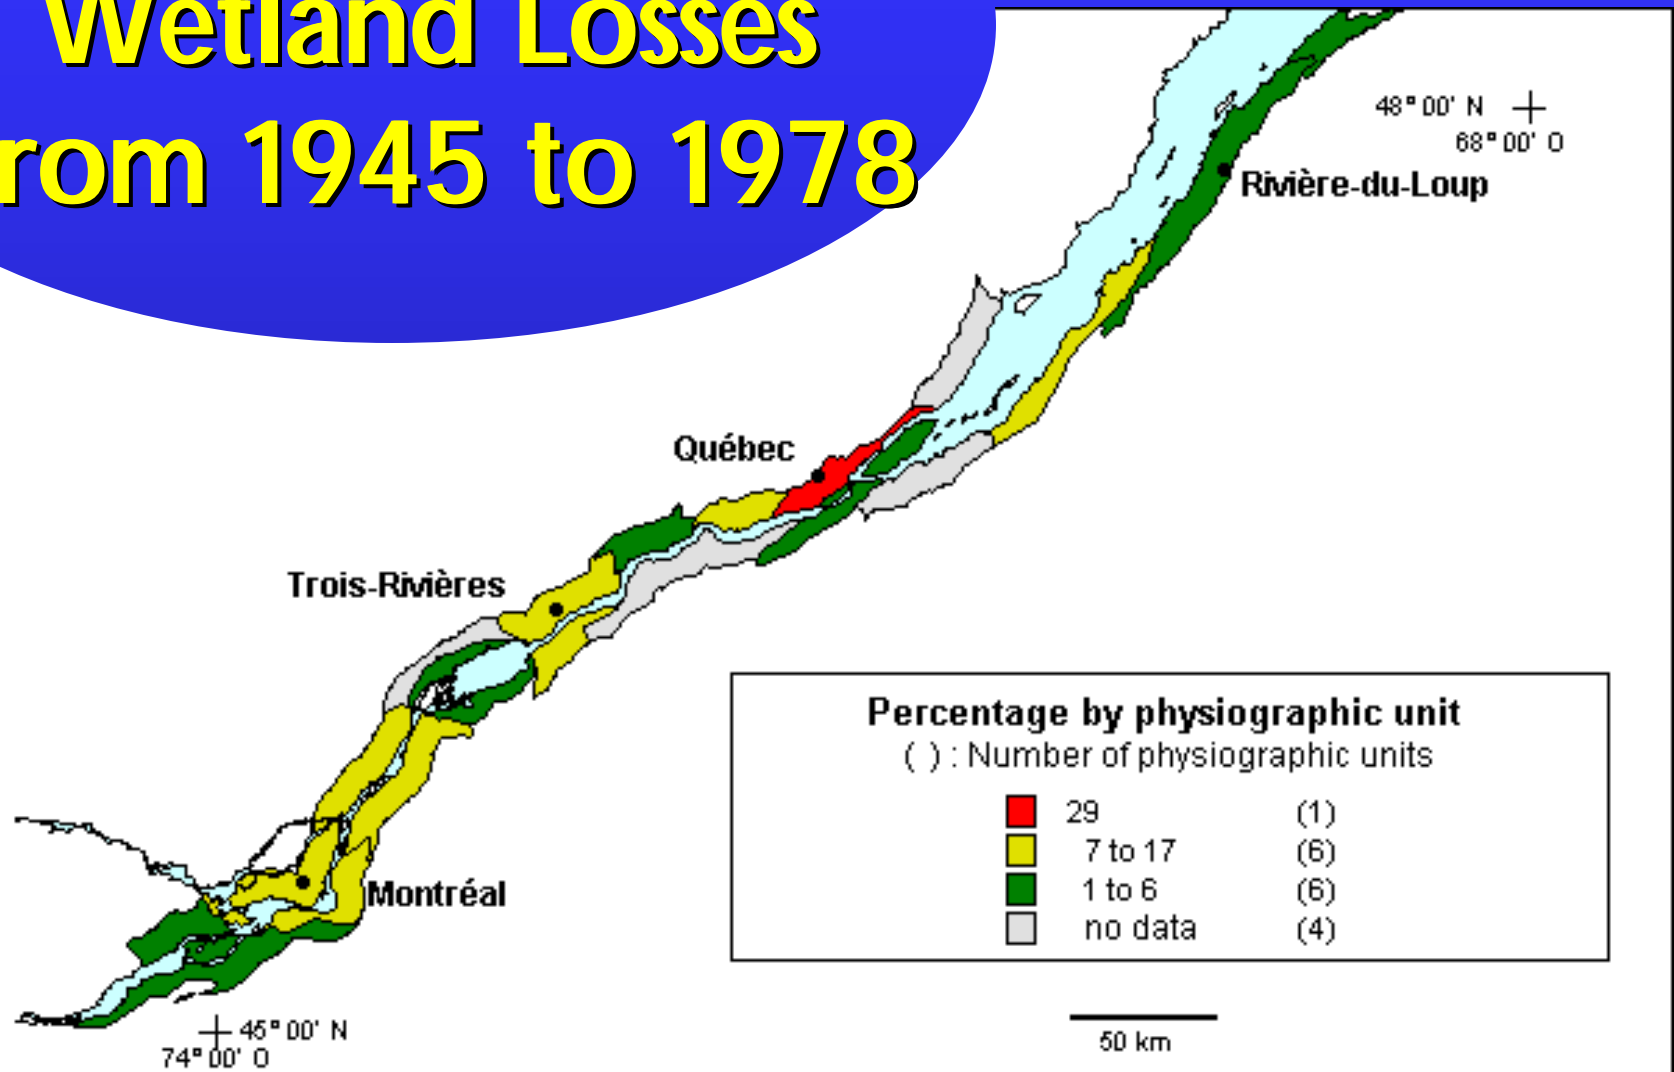 Wetland Losses
rom 1945 to 1978
48°00' N
68°00' O
Rivière-du-Loup
Québec
Trois-Rivières
Montréal
Percentage by physiographic unit
( ) : Number of physiographic units
29 (1)
7 to 17 (6)
1 to 6 (6)
no data (4)
45°00' N
74°00' O
50 km